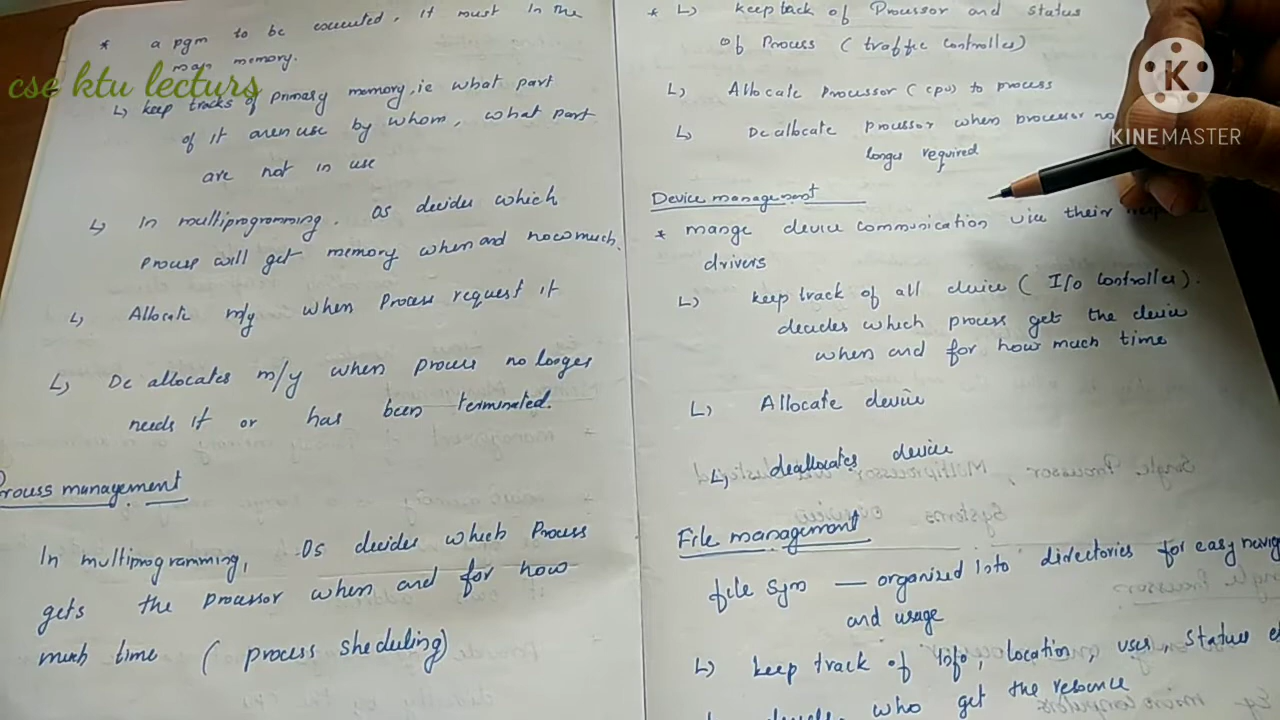 * a pgm to be executed, it must in the
main memory.
cse ktu lecturs
↳ keep tracks of primary memory, ie what part
of it are in use by whom, what part
are not in use
↳ In multiprogramming. os decides which
Process will get memory when and how much.
↳ Allocate m/y when Process request it
↳ De allocates m/y when Process no longer
needs it or has been terminated.
Process management
In multiprogramming, Os decides which Process
gets the processor when and for how
much time ( process sheduling)
* ↳ keep tack of Processor and status
of Process ( traffic controller)
↳ Allocate Processor ( cpu) to process
↳ De allocate Processor when processor no
longer required
KINEMASTER
Device management
* mange device communication via their
drivers
↳ keep track of all device ( I/o controller).
decides which process get the device
when and for how much time
↳ Allocate device
↳ deallocates device
File management
file sym — organized into directories for easy navig
and usage
↳ keep track of info, location, uses, status e
who get the resource